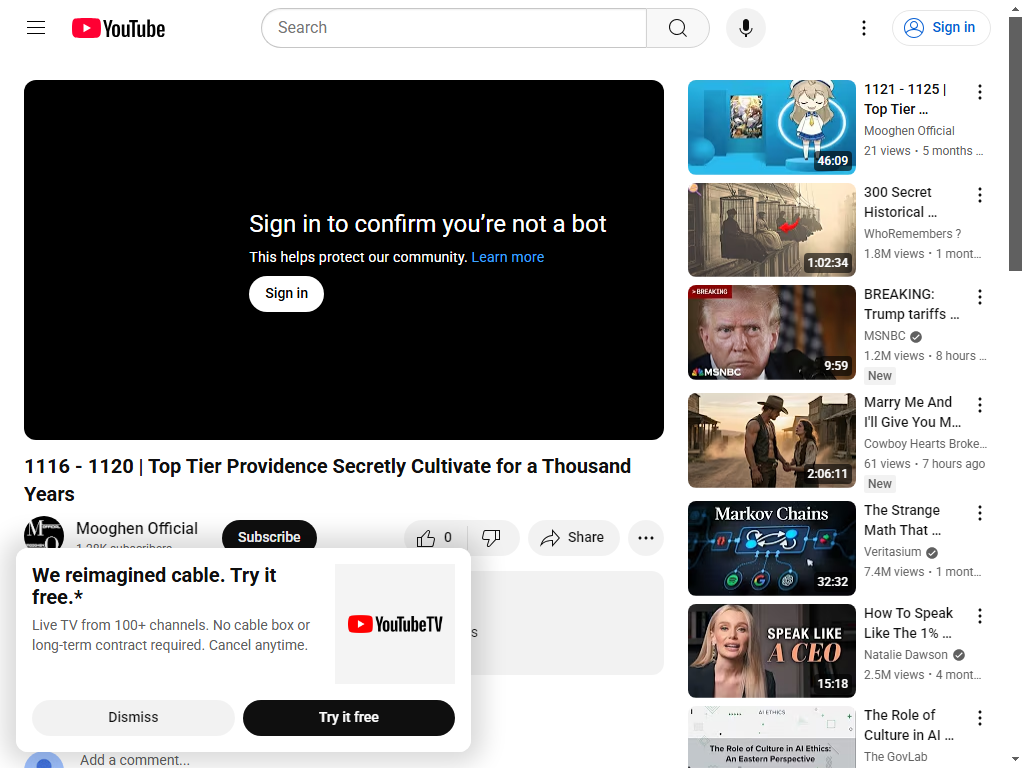 YouTube
Search
Sign in
Sign in to confirm you’re not a bot
This helps protect our community. Learn more
Sign in
1116 - 1120 | Top Tier Providence Secretly Cultivate for a Thousand
Years
Mooghen Official
Subscribe
0
Share
We reimagined cable. Try it
free.*
Live TV from 100+ channels. No cable box or
long-term contract required. Cancel anytime.
YouTubeTV
Dismiss
Try it free
Add a comment...
46:09
1121 - 1125 |
Top Tier ...
Mooghen Official
21 views • 5 months ...
1:02:34
300 Secret
Historical ...
WhoRemembers ?
1.8M views • 1 mont...
>BREAKING
MSNBC
9:59
BREAKING:
Trump tariffs ...
MSNBC
1.2M views • 8 hours ...
New
2:06:11
Marry Me And
I'll Give You M...
Cowboy Hearts Broke...
61 views • 7 hours ago
New
Markov Chains
32:32
The Strange
Math That ...
Veritasium
7.4M views • 1 mont...
SPEAK LIKE
A CEO
15:18
How To Speak
Like The 1% ...
Natalie Dawson
2.5M views • 4 mont...
AI ETHICS
The Role of Culture in AI Ethics:
An Eastern Perspective
The Role of
Culture in AI ...
The GovLab